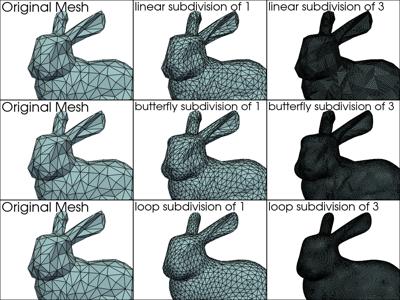 Original Mesh
linear subdivision of 1
linear subdivision of 3
Original Mesh
butterfly subdivision of 1
butterfly subdivision of 3
Original Mesh
loop subdivision of 1
loop subdivision of 3